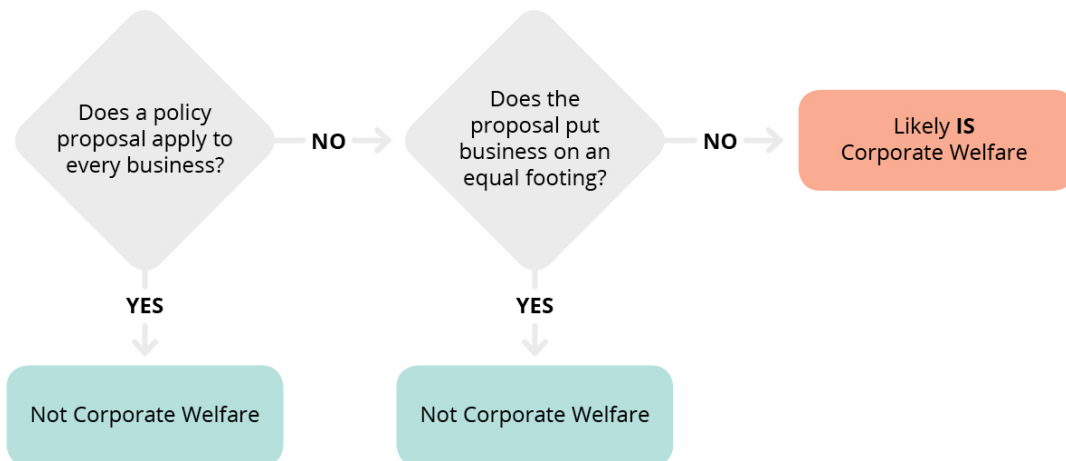 Does a policy
proposal apply to
every business?
NO
Does the
proposal put
business on an
equal footing?
NO
Likely IS
Corporate Welfare
YES
YES
Not Corporate Welfare
Not Corporate Welfare